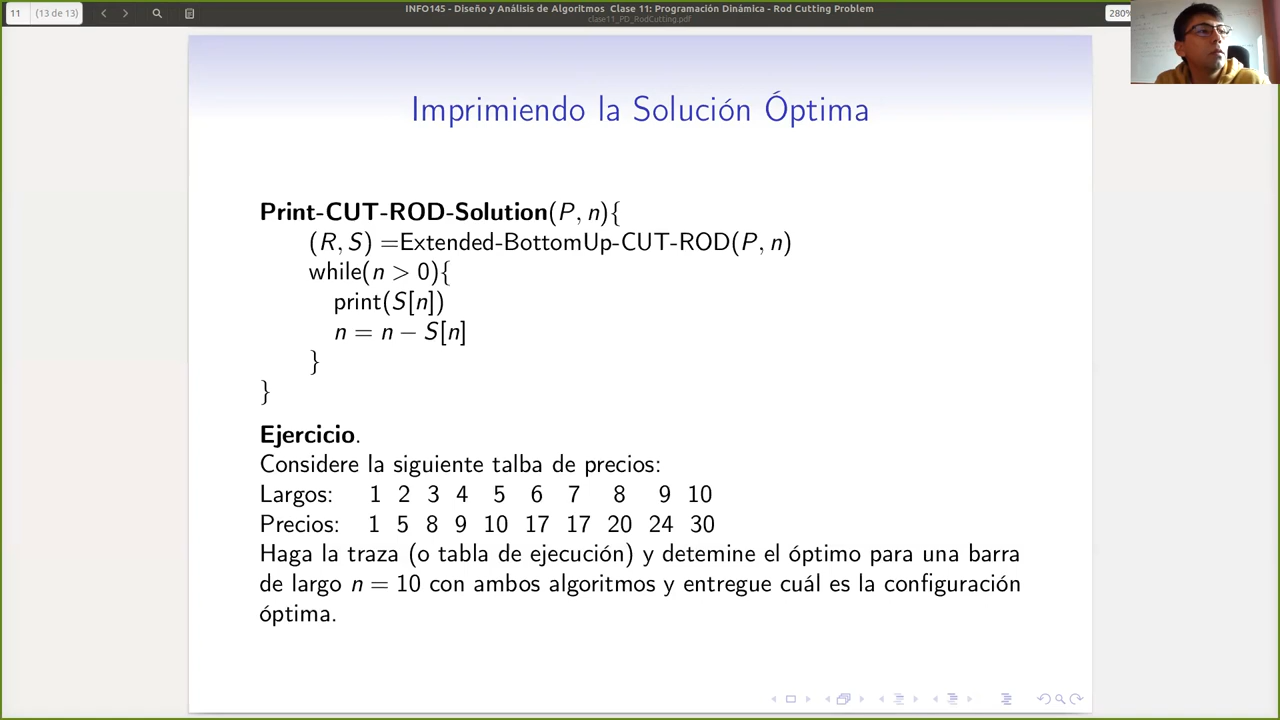 11 (13 de 13)
INFO145 - Diseño y Análisis de Algoritmos Clase 11: Programación Dinámica - Rod Cutting Problem
clase11_PD_RodCutting.pdf
280%
Imprimiendo la Solución Óptima
Print-CUT-ROD-Solution(P, n){
(R, S) =Extended-BottomUp-CUT-ROD(P, n)
while(n > 0){
print(S[n])
n = n − S[n]
}
}
Ejercicio.
Considere la siguiente talba de precios:
Largos: 1 2 3 4 5 6 7 8 9 10
Precios: 1 5 8 9 10 17 17 20 24 30
Haga la traza (o tabla de ejecución) y detemine el óptimo para una barra
de largo n = 10 con ambos algoritmos y entregue cuál es la configuración
óptima.